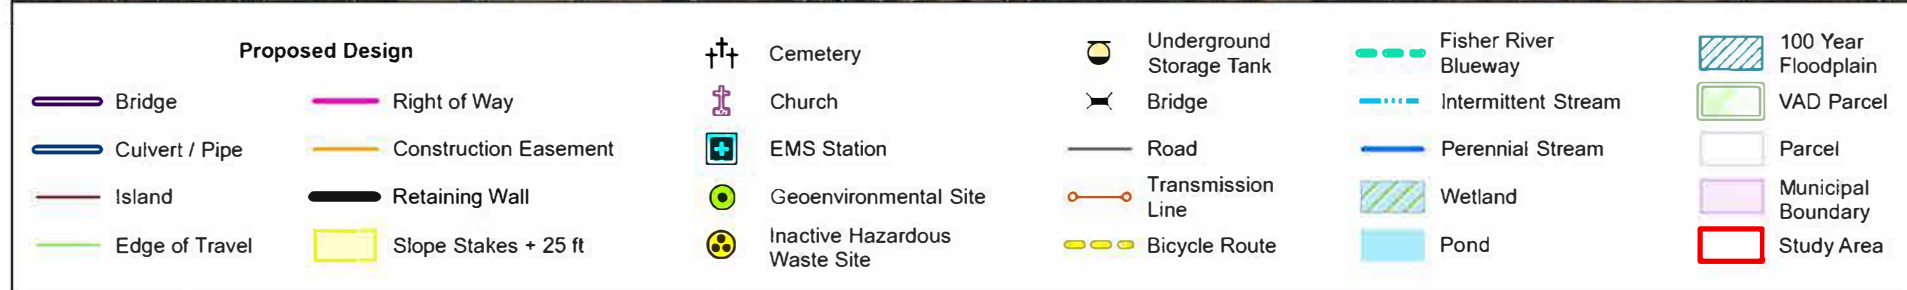 Proposed Design
Bridge
Culvert / Pipe
Island
Edge of Travel
Right of Way
Construction Easement
Retaining Wall
Slope Stakes + 25 ft
Cemetery
Church
EMS Station
Geoenvironmental Site
Inactive Hazardous
Waste Site
Underground
Storage Tank
Bridge
Road
Transmission
Line
Bicycle Route
Fisher River
Blueway
Intermittent Stream
Perennial Stream
Wetland
Pond
100 Year
Floodplain
VAD Parcel
Parcel
Municipal
Boundary
Study Area